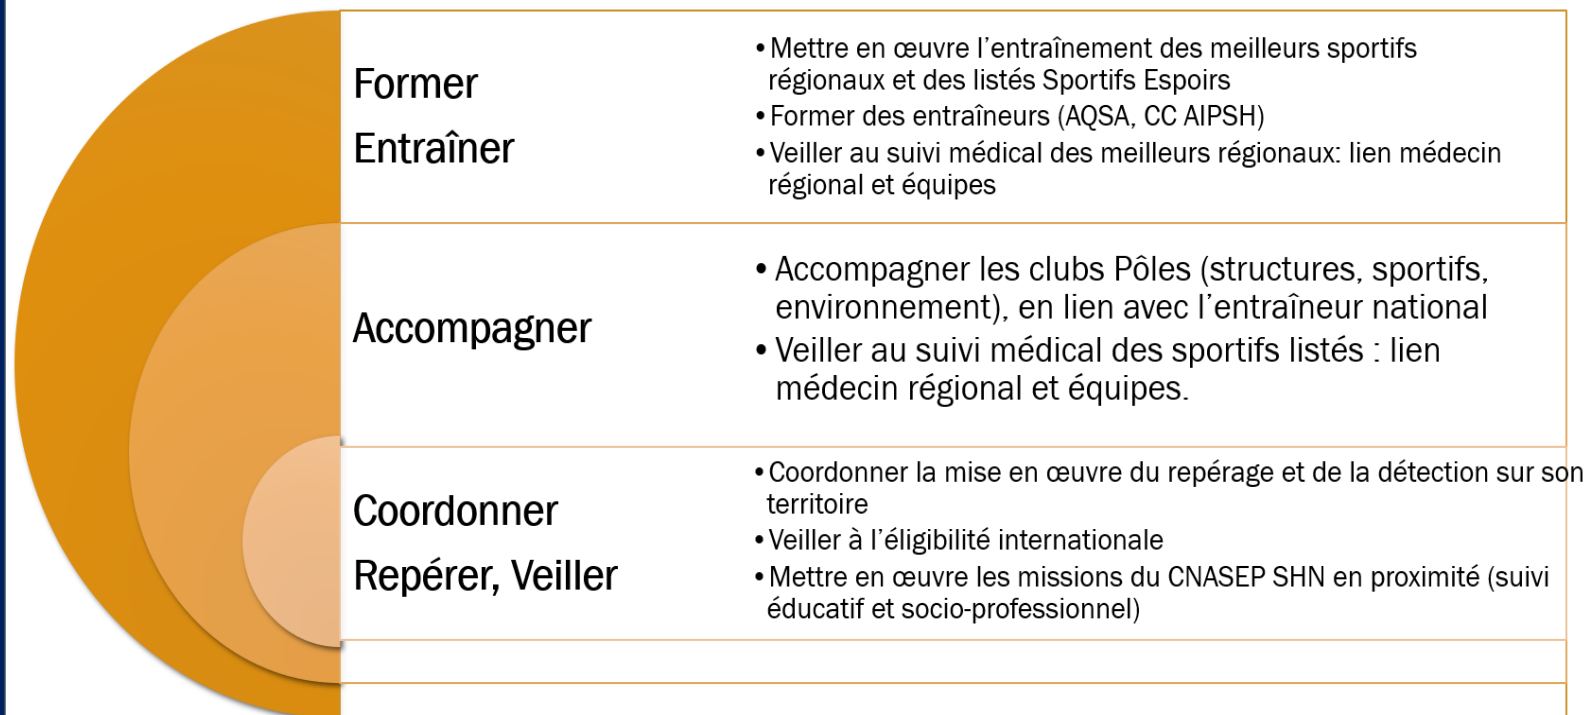 Former
Entraîner
• Mettre en œuvre l’entraînement des meilleurs sportifs
régionaux et des listés Sportifs Espoirs
• Former des entraîneurs (AQSA, CC AIPSH)
• Veiller au suivi médical des meilleurs régionaux: lien médecin
régional et équipes
Accompagner
• Accompagner les clubs Pôles (structures, sportifs,
environnement), en lien avec l’entraîneur national
• Veiller au suivi médical des sportifs listés : lien
médecin régional et équipes.
Coordonner
Repérer, Veiller
• Coordonner la mise en œuvre du repérage et de la détection sur son
territoire
• Veiller à l’éligibilité internationale
• Mettre en œuvre les missions du CNASEP SHN en proximité (suivi
éducatif et socio-professionnel)